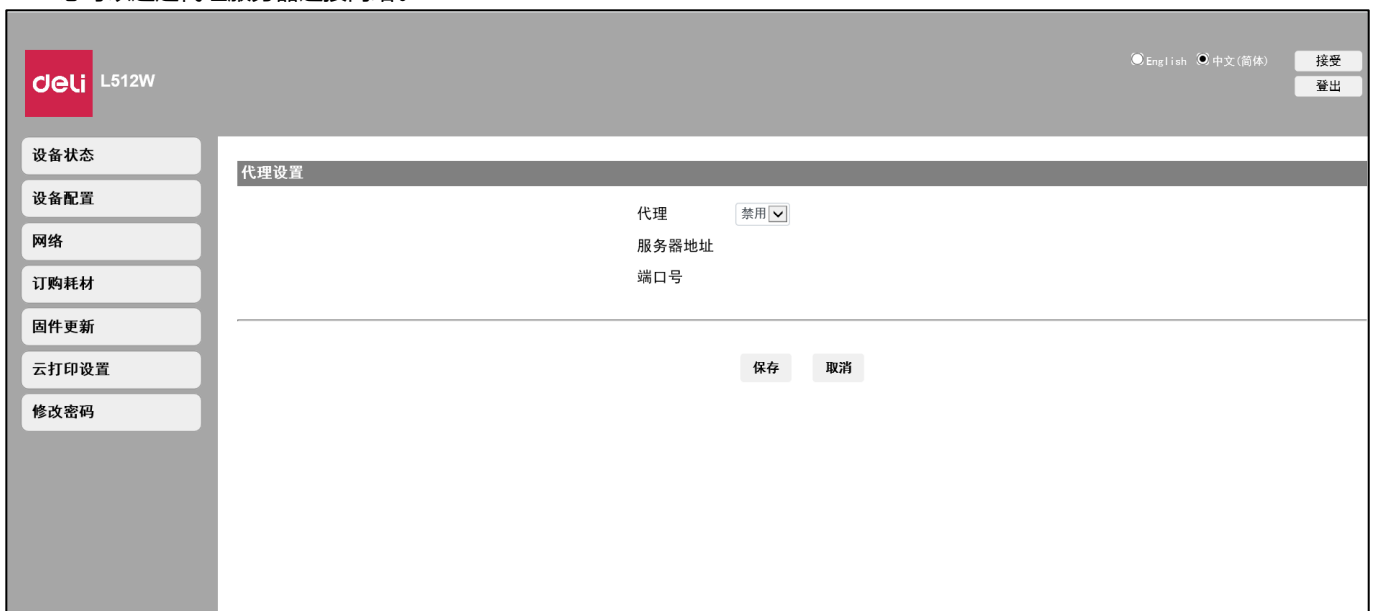 deli L512W
English 中文(简体) 接受
登出
设备状态
设备配置
网络
订购耗材
固件更新
云打印设置
修改密码
代理设置
代理 禁用
服务器地址
端口号
保存 取消